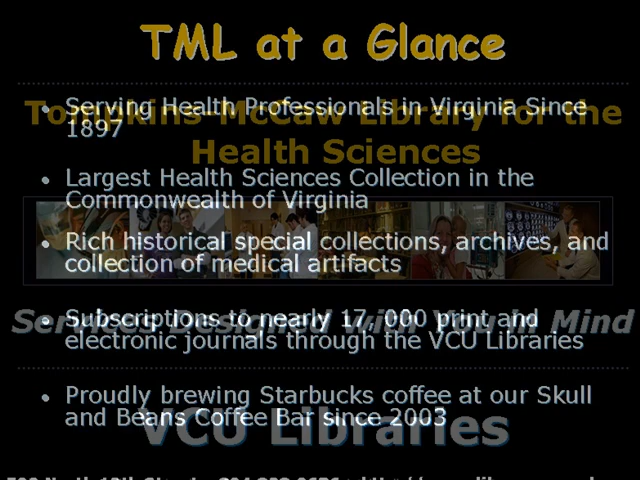 TML at a Glance
Tompkins-McCaw Library for the
Health Sciences
• Serving Health Professionals in Virginia Since
1897
• Largest Health Sciences Collection in the
Commonwealth of Virginia
• Rich historical special collections, archives, and
collection of medical artifacts
• Subscriptions to nearly 17, 000 print and
electronic journals through the VCU Libraries
Services Designed with You in Mind
• Proudly brewing Starbucks coffee at our Skull
and Beans Coffee Bar since 2003
VCU Libraries